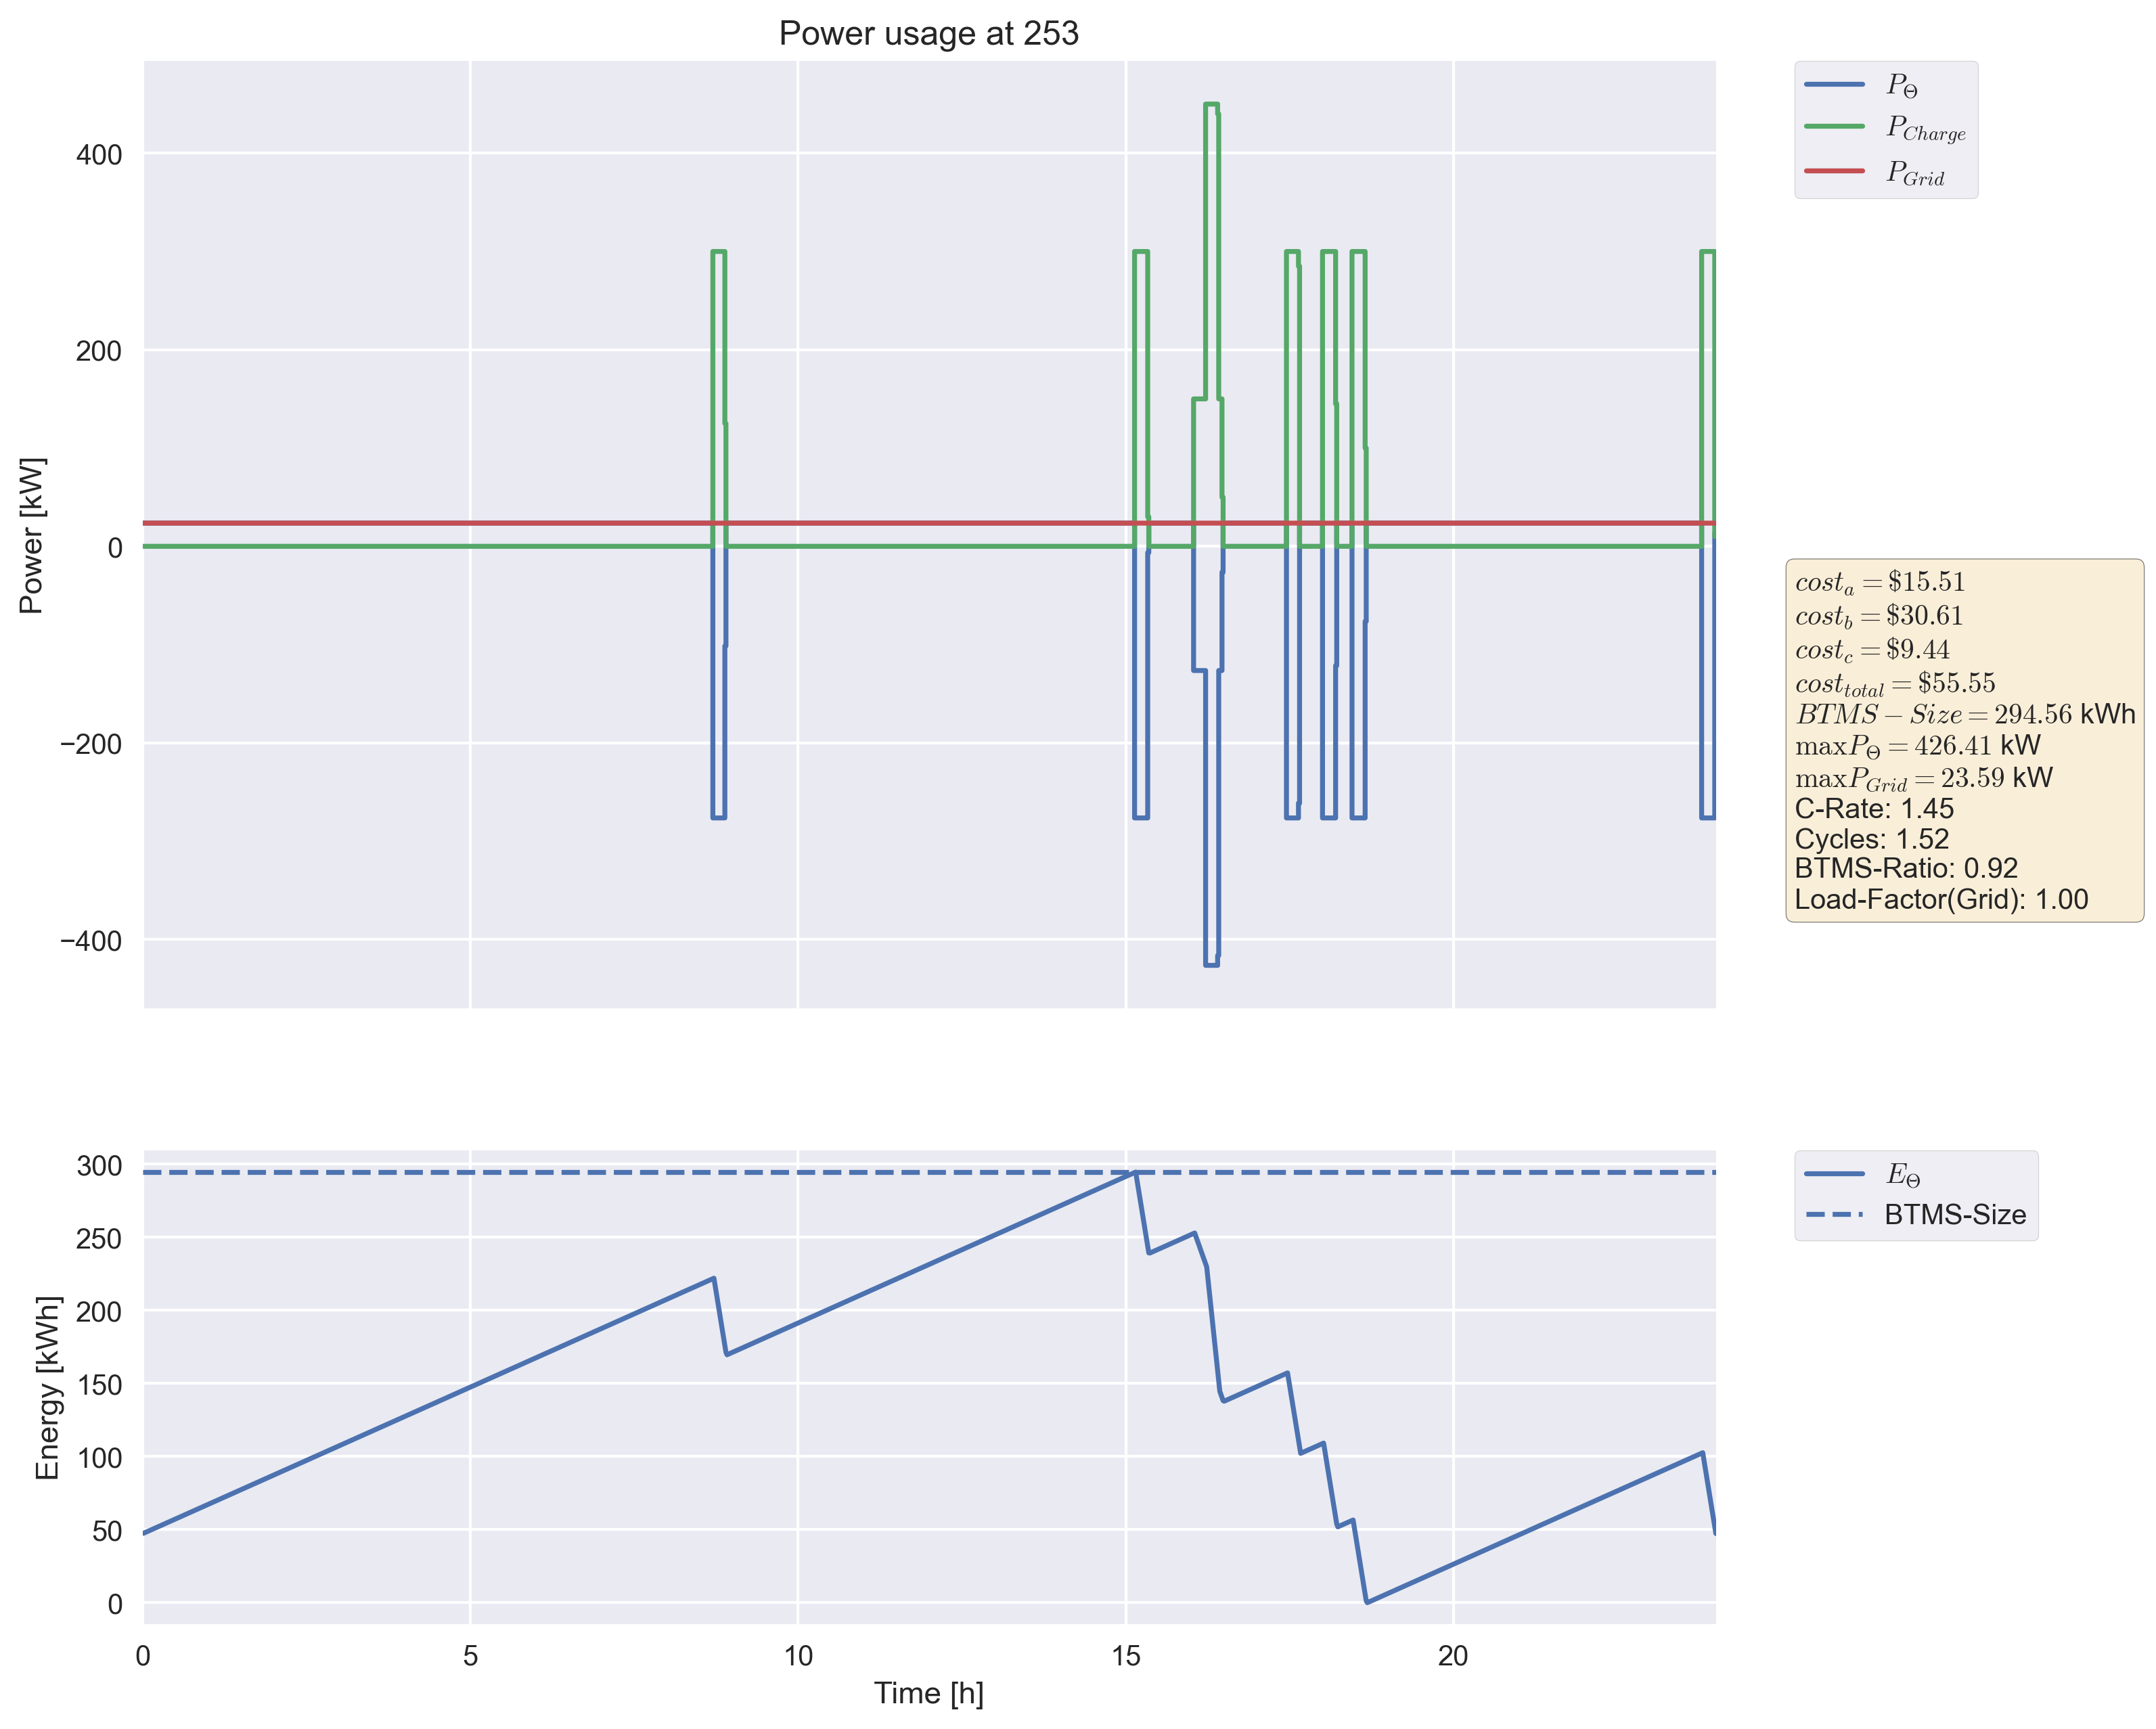 Power usage at 253
Power [kW]
400
200
0
−200
−400
P_Θ
P_Charge
P_Grid
cost_a = $15.51
cost_b = $30.61
cost_c = $9.44
cost_total = $55.55
BTMS − Size = 294.56 kWh
max P_Θ = 426.41 kW
max P_Grid = 23.59 kW
C-Rate: 1.45
Cycles: 1.52
BTMS-Ratio: 0.92
Load-Factor(Grid): 1.00
Energy [kWh]
300
250
200
150
100
50
0
E_Θ
BTMS-Size
0 5 10 15 20
Time [h]